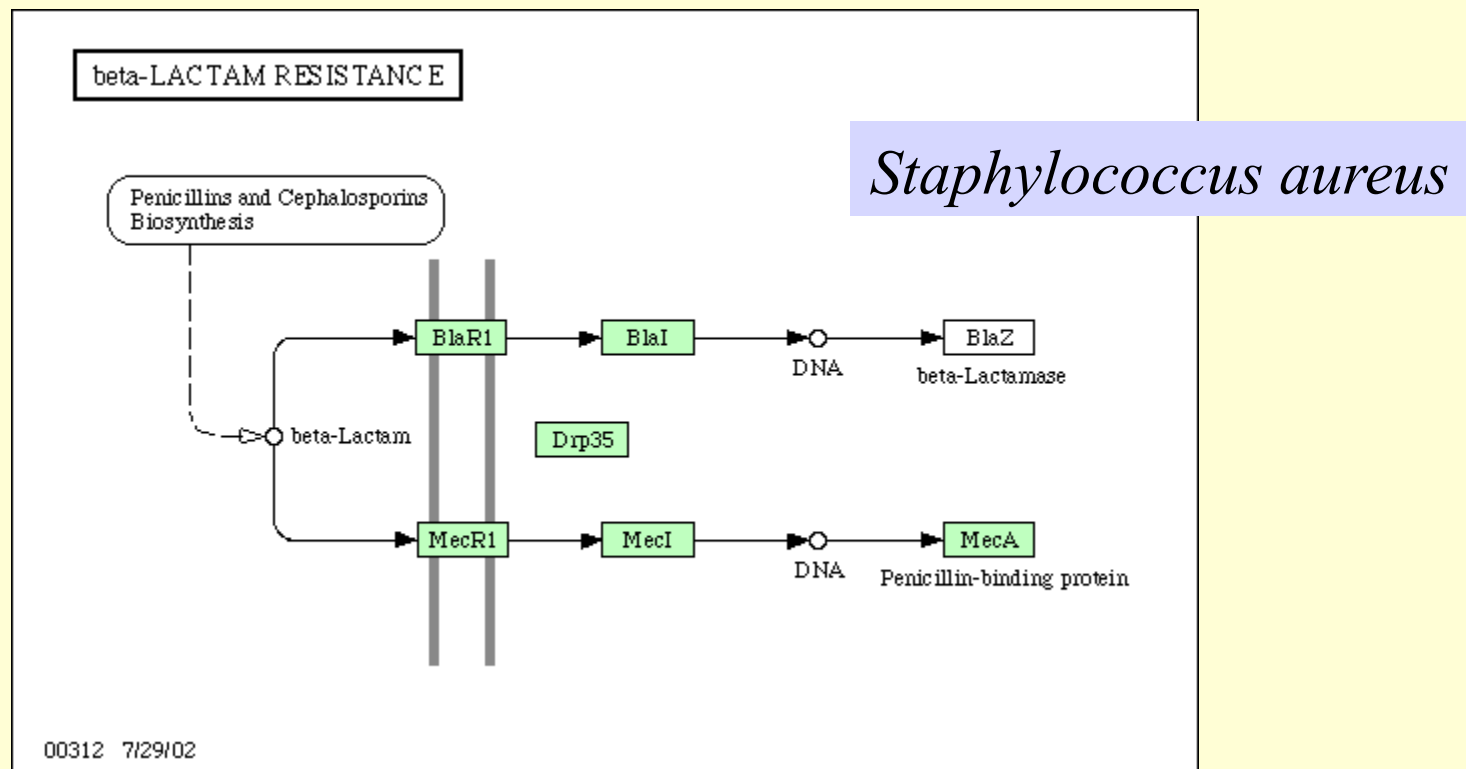 beta-LACTAM RESISTANCE
Staphylococcus aureus
Penicillins and Cephalosporins
Biosynthesis
BlaR1
BlaI
DNA
BlaZ
beta-Lactamase
beta-Lactam
Drp35
MecR1
MecI
DNA
MecA
Penicillin-binding protein
00312 7/29/02